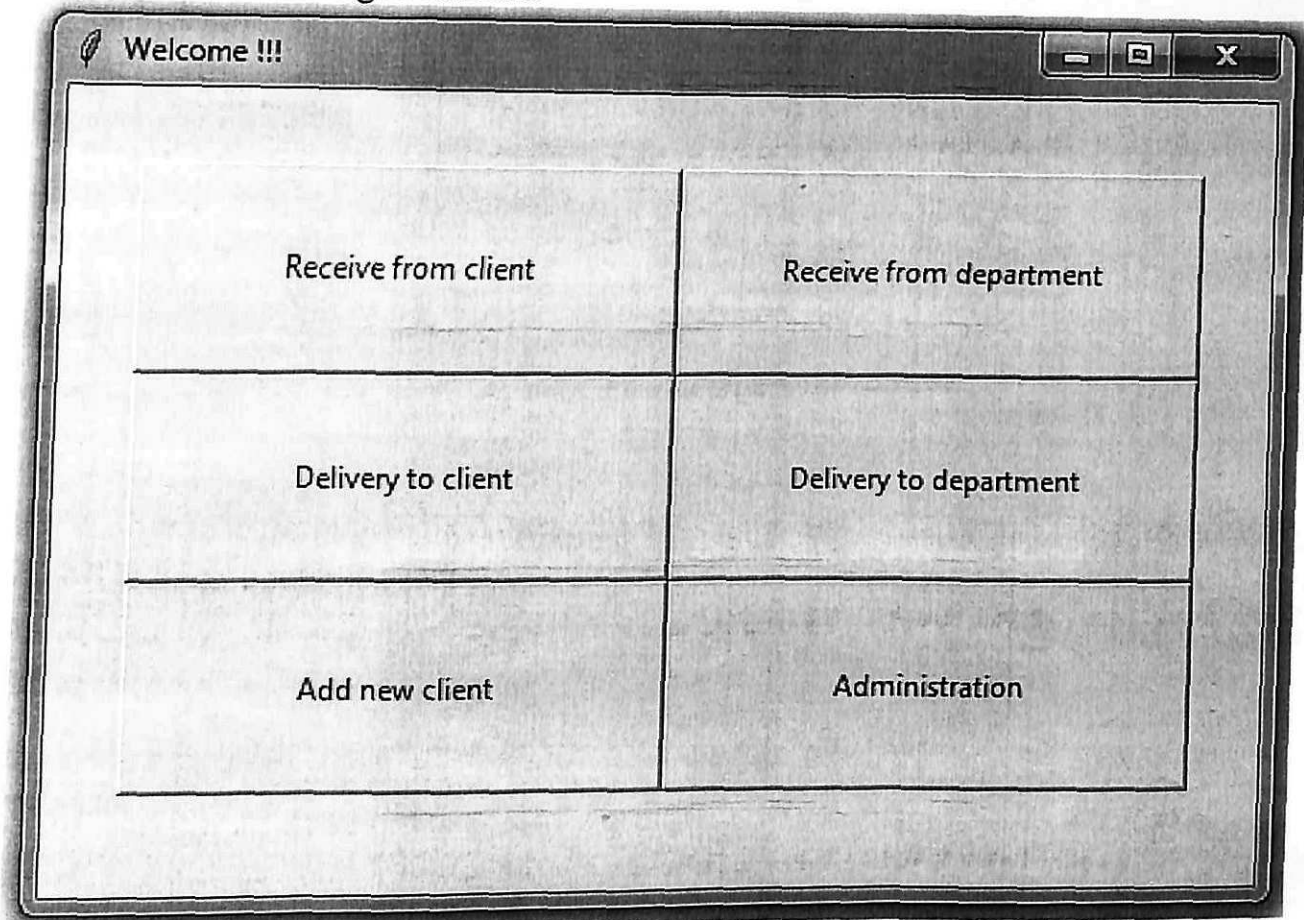 Welcome !!!
Receive from client
Receive from department
Delivery to client
Delivery to department
Add new client
Administration